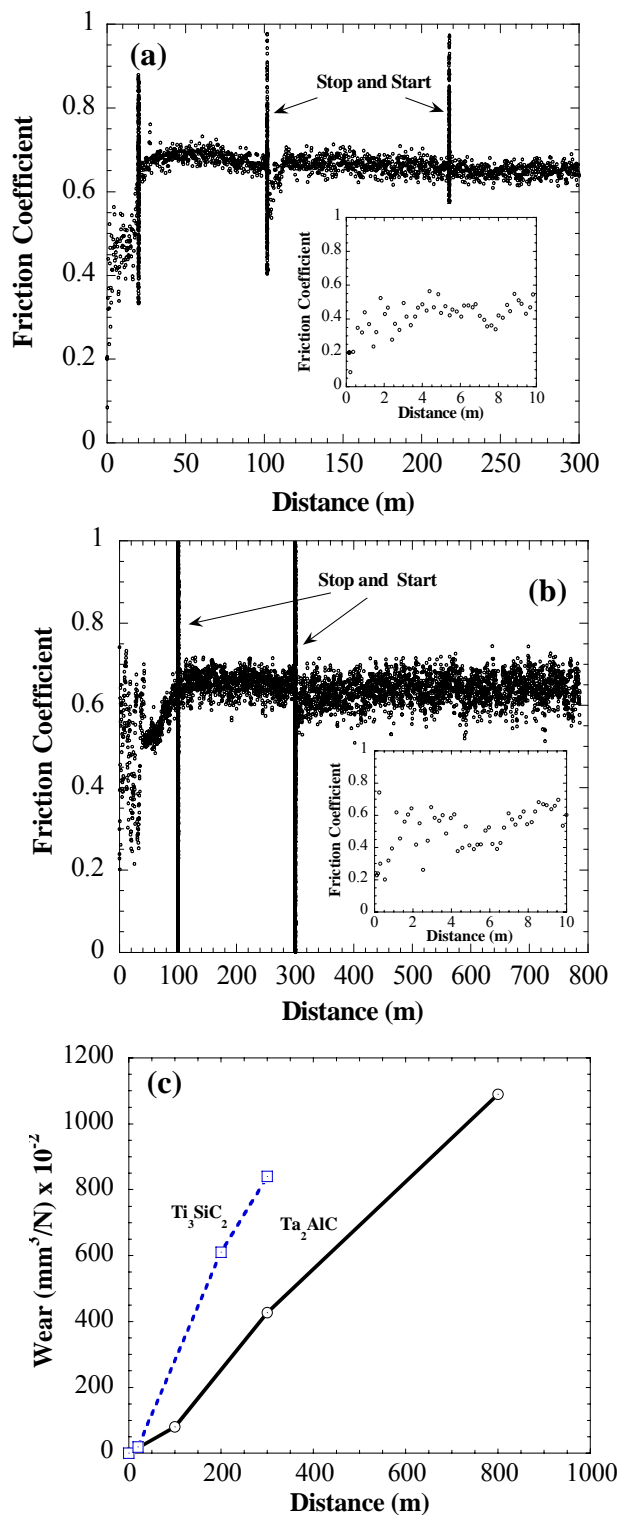 (a)
Stop and Start
Friction Coefficient
1
0.8
0.6
0.4
0.2
0
0 50 100 150 200 250 300
Distance (m)
Friction Coefficient
1
0.8
0.6
0.4
0.2
0
0 2 4 6 8 10
Distance (m)
(b)
Stop and Start
Friction Coefficient
1
0.8
0.6
0.4
0.2
0
0 100 200 300 400 500 600 700 800
Distance (m)
Friction Coefficient
1
0.8
0.6
0.4
0.2
0
0 2 4 6 8 10
Distance (m)
(c)
Ti₃SiC₂
Ta₂AlC
Wear (mm³/N) x 10⁻²
1200
1000
800
600
400
200
0
0 200 400 600 800 1000
Distance (m)